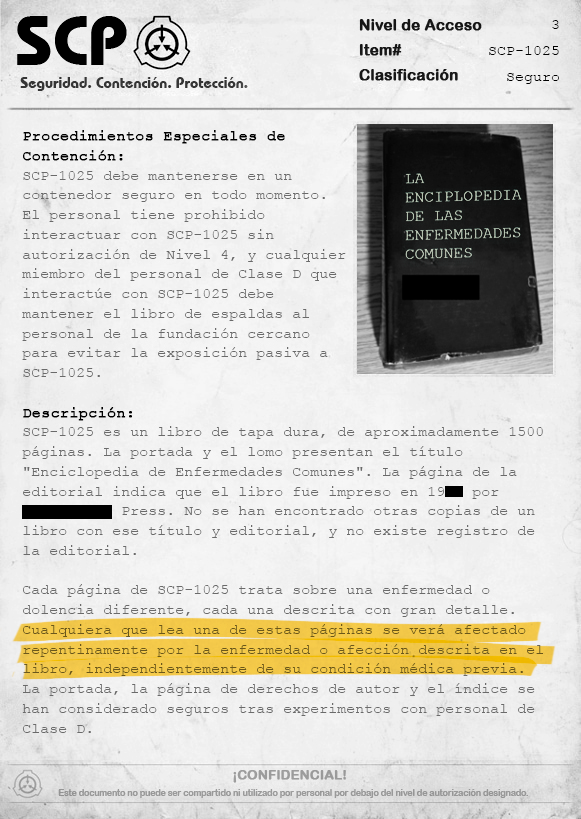 SCP
Seguridad. Contención. Protección.
Nivel de Acceso 3
Item# SCP-1025
Clasificación Seguro
Procedimientos Especiales de
Contención:
SCP-1025 debe mantenerse en un
contenedor seguro en todo momento.
El personal tiene prohibido
interactuar con SCP-1025 sin
autorización de Nivel 4, y cualquier
miembro del personal de Clase D que
interactúe con SCP-1025 debe
mantener el libro de espaldas al
personal de la fundación cercano
para evitar la exposición pasiva a
SCP-1025.
LA
ENCIPLOPEDIA
DE LAS
ENFERMEDADES
COMUNES
Descripción:
SCP-1025 es un libro de tapa dura, de aproximadamente 1500
páginas. La portada y el lomo presentan el título
"Enciclopedia de Enfermedades Comunes". La página de la
editorial indica que el libro fue impreso en 19 por
Press. No se han encontrado otras copias de un
libro con ese título y editorial, y no existe registro de
la editorial.
Cada página de SCP-1025 trata sobre una enfermedad o
dolencia diferente, cada una descrita con gran detalle.
Cualquiera que lea una de estas páginas se verá afectado
repentinamente por la enfermedad o afección descrita en el
libro, independientemente de su condición médica previa.
La portada, la página de derechos de autor y el índice se
han considerado seguros tras experimentos con personal de
Clase D.
¡CONFIDENCIAL!
Este documento no puede ser compartido ni utilizado por personal por debajo del nivel de autorización designado.